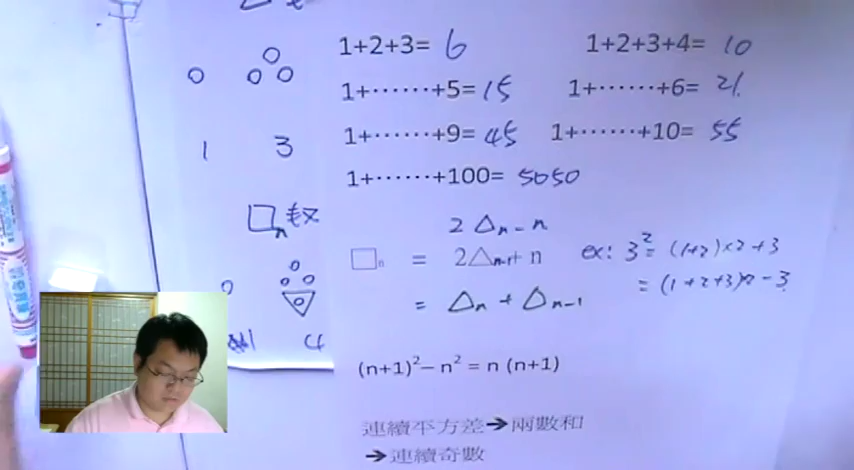 1+2+3= 6
1+2+3+4= 10
1+⋯⋯+5= 15
1+⋯⋯+6= 21
1 3
1+⋯⋯+9= 45
1+⋯⋯+10= 55
1+⋯⋯+100= 5050
□n
2△n - n
□n = 2△n-1+ n
ex: 3² = (1+2)×2+3
= △n + △n-1
= (1+2+3)×2-3
4
(n+1)²- n² = n (n+1)
連續平方差➔兩數和
➔連續奇數